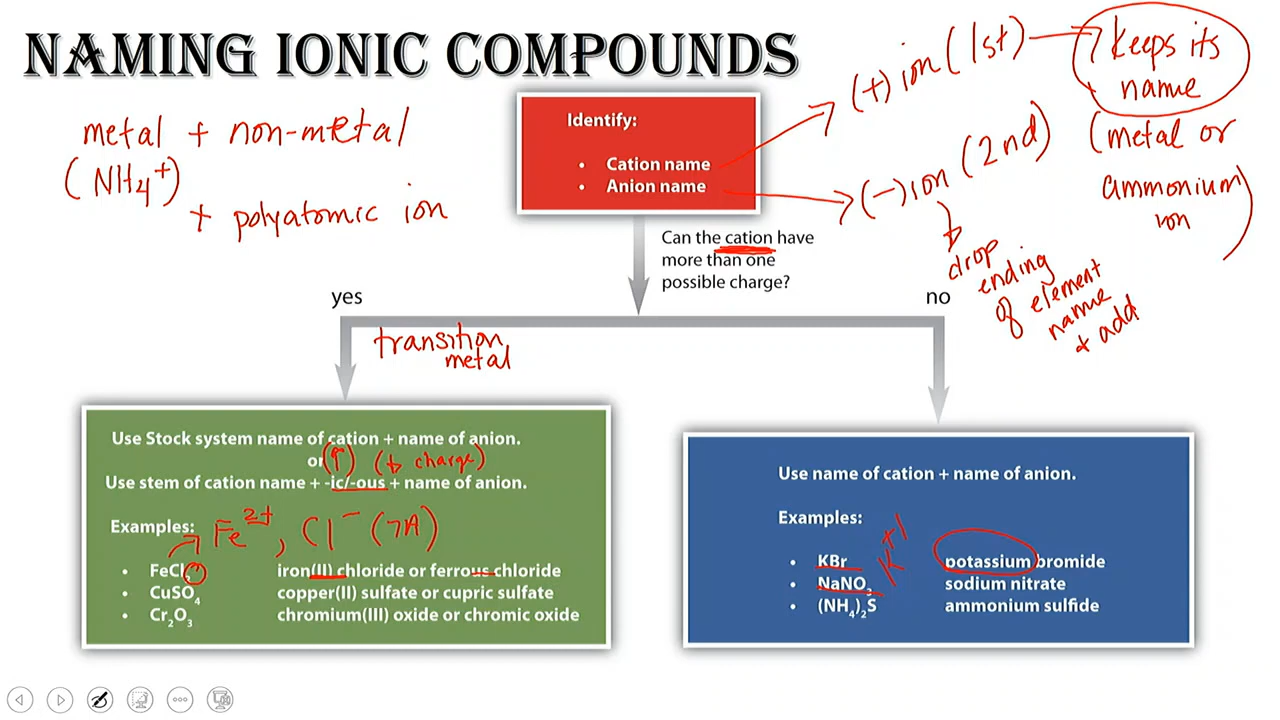 NAMING IONIC COMPOUNDS
(+) ion (1st)
keeps its
name
(metal or
ammonium
ion)
metal + non-metal
(NH4+)
+ polyatomic ion
Identify:
• Cation name
• Anion name
(-) ion (2nd)
drop
ending
of element
name
+ add
Can the cation have
more than one
possible charge?
yes
no
transition
metal
Use Stock system name of cation + name of anion.
or
(↑) (↓ charge)
Use stem of cation name + -ic/-ous + name of anion.
Examples:
Fe2+, Cl- (7A)
• FeCl2 iron(II) chloride or ferrous chloride
• CuSO4 copper(II) sulfate or cupric sulfate
• Cr2O3 chromium(III) oxide or chromic oxide
Use name of cation + name of anion.
Examples:
K+1
• KBr potassium bromide
• NaNO3 sodium nitrate
• (NH4)2S ammonium sulfide